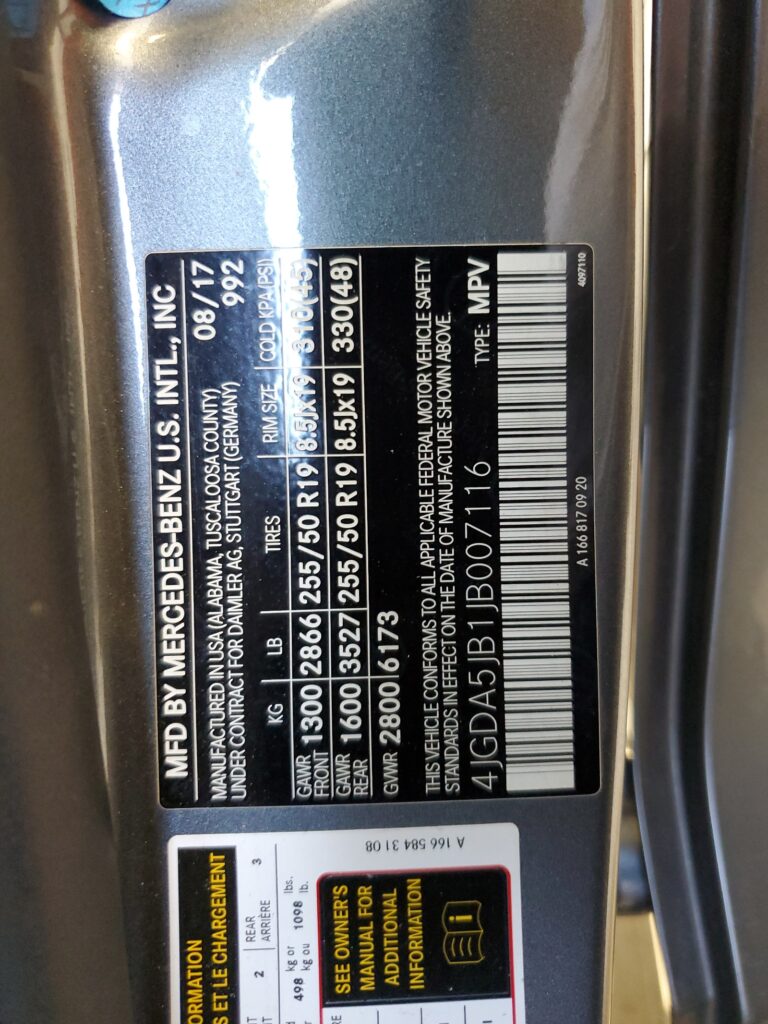 MFD BY MERCEDES-BENZ U.S. INTL., INC
MANUFACTURED IN USA (ALABAMA, TUSCALOOSA COUNTY) 08/17
UNDER CONTRACT FOR DAIMLER AG, STUTTGART (GERMANY) 992
KG LB TIRES RIM SIZE COLD KPA (PSI)
GAWR FRONT 1300 2866 255/50 R19 8.5Jx19 310(45)
GAWR REAR 1600 3527 255/50 R19 8.5Jx19 330(48)
GVWR 2800 6173
THIS VEHICLE CONFORMS TO ALL APPLICABLE FEDERAL MOTOR VEHICLE SAFETY
STANDARDS IN EFFECT ON THE DATE OF MANUFACTURE SHOWN ABOVE.
4JGDA5JB1JB007116 TYPE: MPV
A 166 817 09 20 4097110
ET LE CHARGEMENT
2 REAR ARRIÈRE 3
498 kg or lbs.
kg ou 1098 lb.
SEE OWNER'S
MANUAL FOR
ADDITIONAL
INFORMATION
A 166 584 31 08